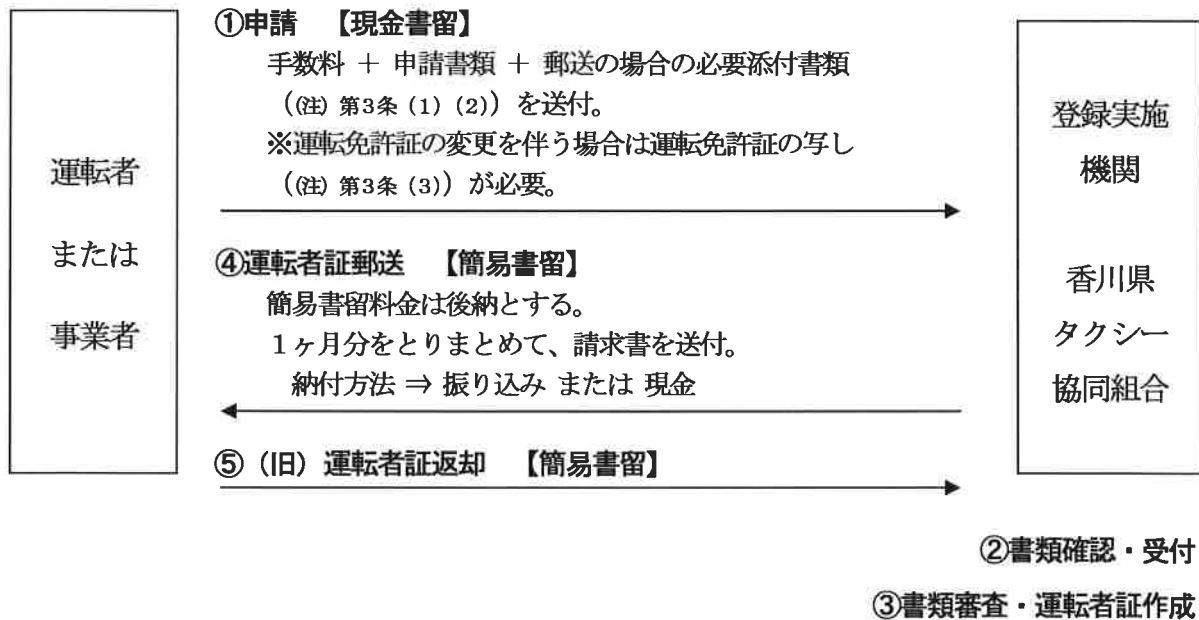 運転者
または
事業者
①申請 【現金書留】
手数料 + 申請書類 + 郵送の場合の必要添付書類
((注) 第3条 (1) (2)) を送付。
※運転免許証の変更を伴う場合は運転免許証の写し
((注) 第3条 (3)) が必要。
④運転者証郵送 【簡易書留】
簡易書留料金は後納とする。
1ヶ月分をとりまとめて、請求書を送付。
納付方法 ⇒ 振り込み または 現金
⑤(旧)運転者証返却 【簡易書留】
登録実施
機関
香川県
タクシー
協同組合
②書類確認・受付
③書類審査・運転者証作成